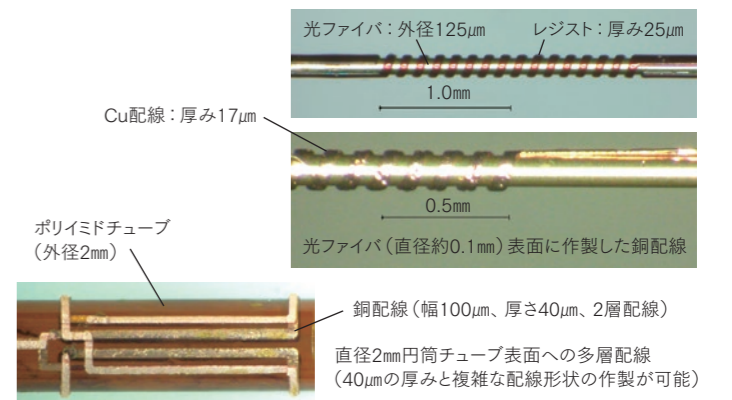 光ファイバ：外径125㎛
レジスト：厚み25㎛
1.0㎜
Cu配線：厚み17㎛
0.5㎜
光ファイバ（直径約0.1㎜）表面に作製した銅配線
ポリイミドチューブ
（外径2㎜）
銅配線（幅100㎛、厚さ40㎛、2層配線）
直径2㎜円筒チューブ表面への多層配線
（40㎛の厚みと複雑な配線形状の作製が可能）